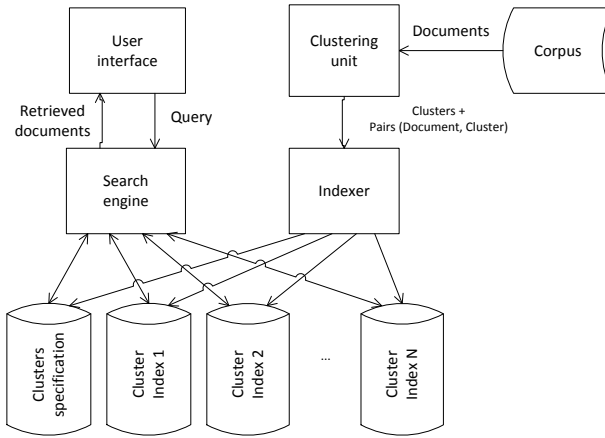 User
interface
Clustering
unit
Documents
Corpus
Retrieved
documents
Query
Clusters +
Pairs (Document, Cluster)
Search
engine
Indexer
Clusters
specification
Cluster
Index 1
Cluster
Index 2
...
Cluster
Index N